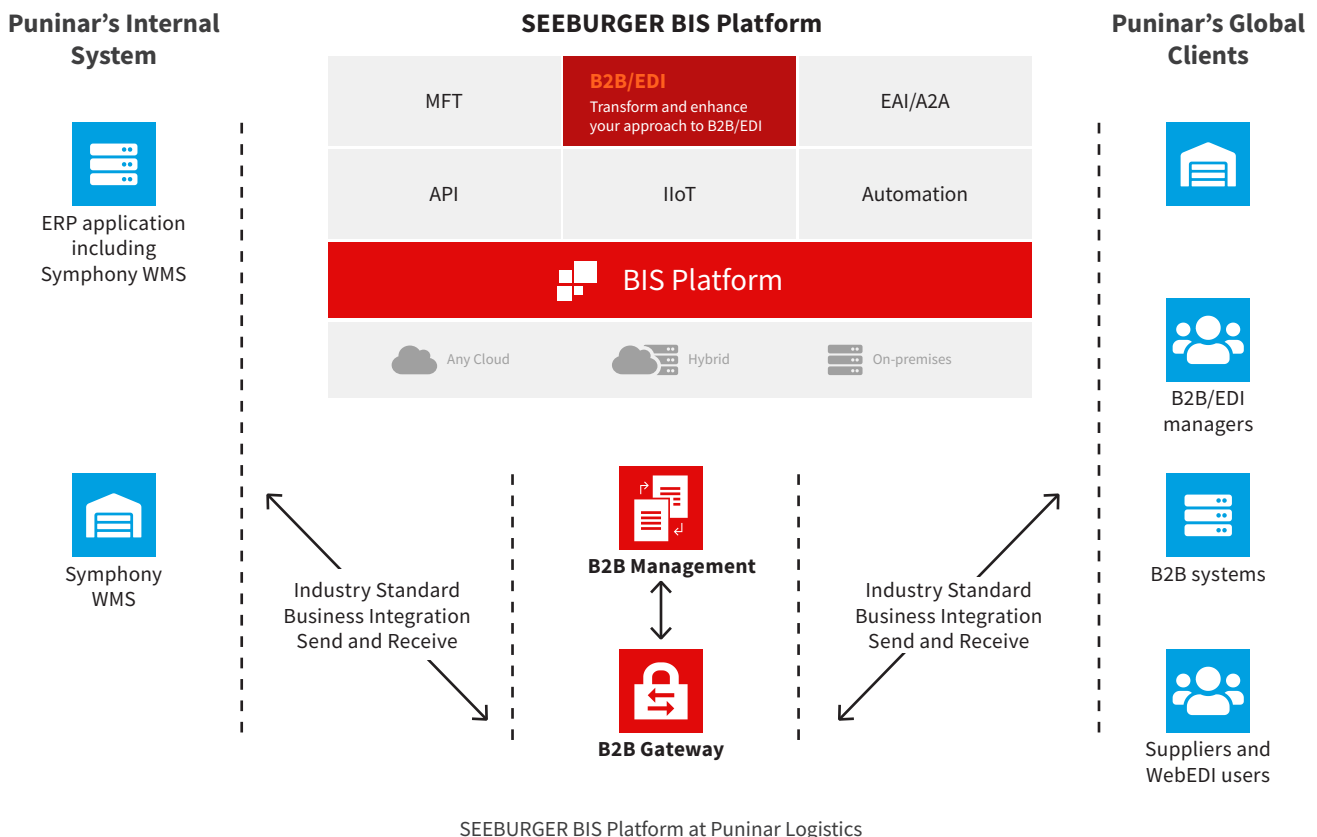 Puninar's Internal
System
SEEBURGER BIS Platform
Puninar's Global
Clients
MFT
B2B/EDI
Transform and enhance
your approach to B2B/EDI
EAI/A2A
API
IIoT
Automation
BIS Platform
Any Cloud
Hybrid
On-premises
ERP application
including
Symphony WMS
Symphony
WMS
Industry Standard
Business Integration
Send and Receive
B2B Management
B2B Gateway
Industry Standard
Business Integration
Send and Receive
B2B/EDI
managers
B2B systems
Suppliers and
WebEDI users
SEEBURGER BIS Platform at Puninar Logistics